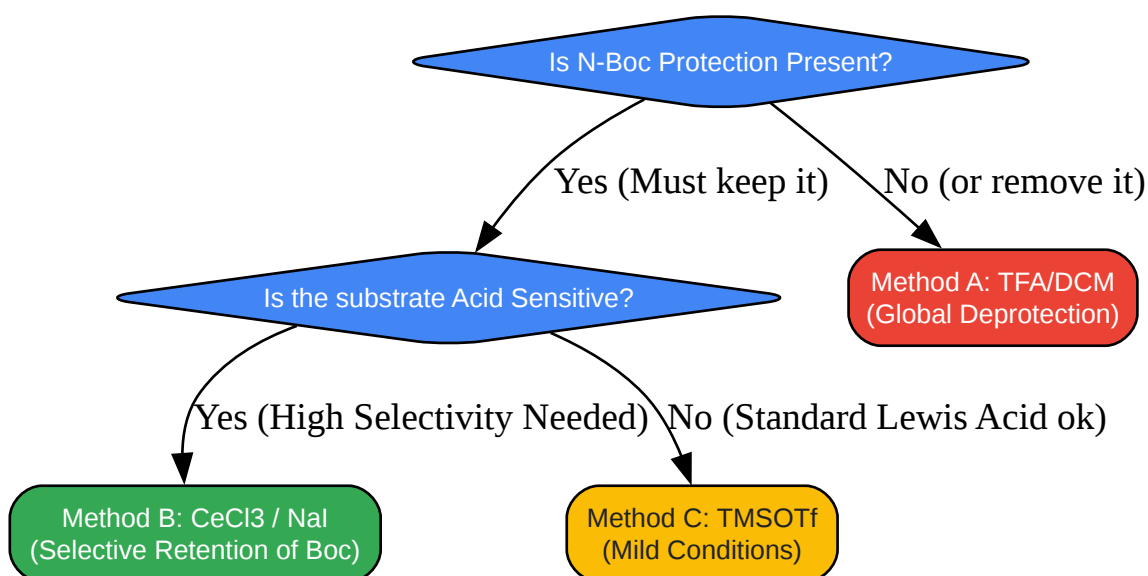 Is N-Boc Protection Present?
Yes (Must keep it)
No (or remove it)
Is the substrate Acid Sensitive?
Method A: TFA/DCM
(Global Deprotection)
Yes (High Selectivity Needed)
No (Standard Lewis Acid ok)
Method B: CeCl3 / NaI
(Selective Retention of Boc)
Method C: TMSOTf
(Mild Conditions)